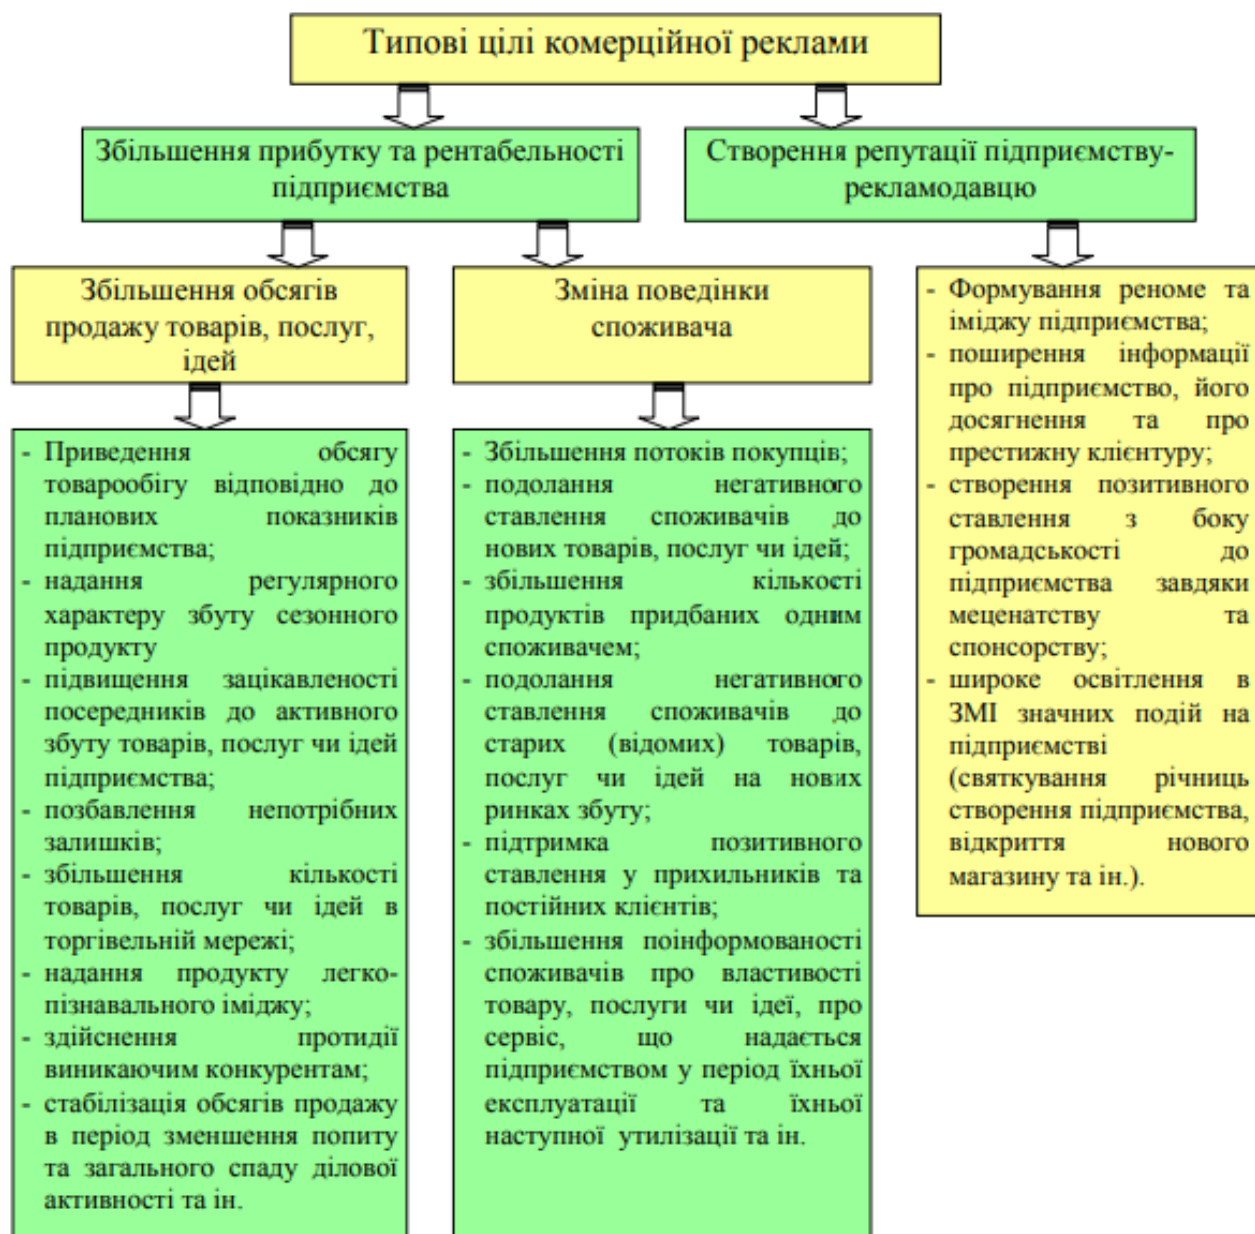 Типові цілі комерційної реклами
Збільшення прибутку та рентабельності
підприємства
Створення репутації підприємству-
рекламодавцю
Збільшення обсягів
продажу товарів, послуг,
ідей
Зміна поведінки
споживача
- Приведення обсягу
товарообігу відповідно до
планових показників
підприємства;
- надання регулярного
характеру збуту сезонного
продукту
- підвищення зацікавленості
посередників до активного
збуту товарів, послуг чи ідей
підприємства;
- позбавлення непотрібних
залишків;
- збільшення кількості
товарів, послуг чи ідей в
торгівельній мережі;
- надання продукту легко-
пізнавального іміджу;
- здійснення протидії
виникаючим конкурентам;
- стабілізація обсягів продажу
в період зменшення попиту
та загального спаду ділової
активності та ін.
- Збільшення потоків покупців;
- подолання негативного
ставлення споживачів до
нових товарів, послуг чи ідей;
- збільшення кількості
продуктів придбаних одним
споживачем;
- подолання негативного
ставлення споживачів до
старих (відомих) товарів,
послуг чи ідей на нових
ринках збуту;
- підтримка позитивного
ставлення у прихильників та
постійних клієнтів;
- збільшення поінформованості
споживачів про властивості
товару, послуги чи ідеї, про
сервіс, що надається
підприємством у період їхньої
експлуатації та їхньої
наступної утилізації та ін.
- Формування реноме та
іміджу підприємства;
- поширення інформації
про підприємство, його
досягнення та про
престижну клієнтуру;
- створення позитивного
ставлення з боку
громадськості до
підприємства завдяки
меценатству та
спонсорству;
- широке освітлення в
ЗМІ значних подій на
підприємстві
(святкування річниць
створення підприємства,
відкриття нового
магазину та ін.).